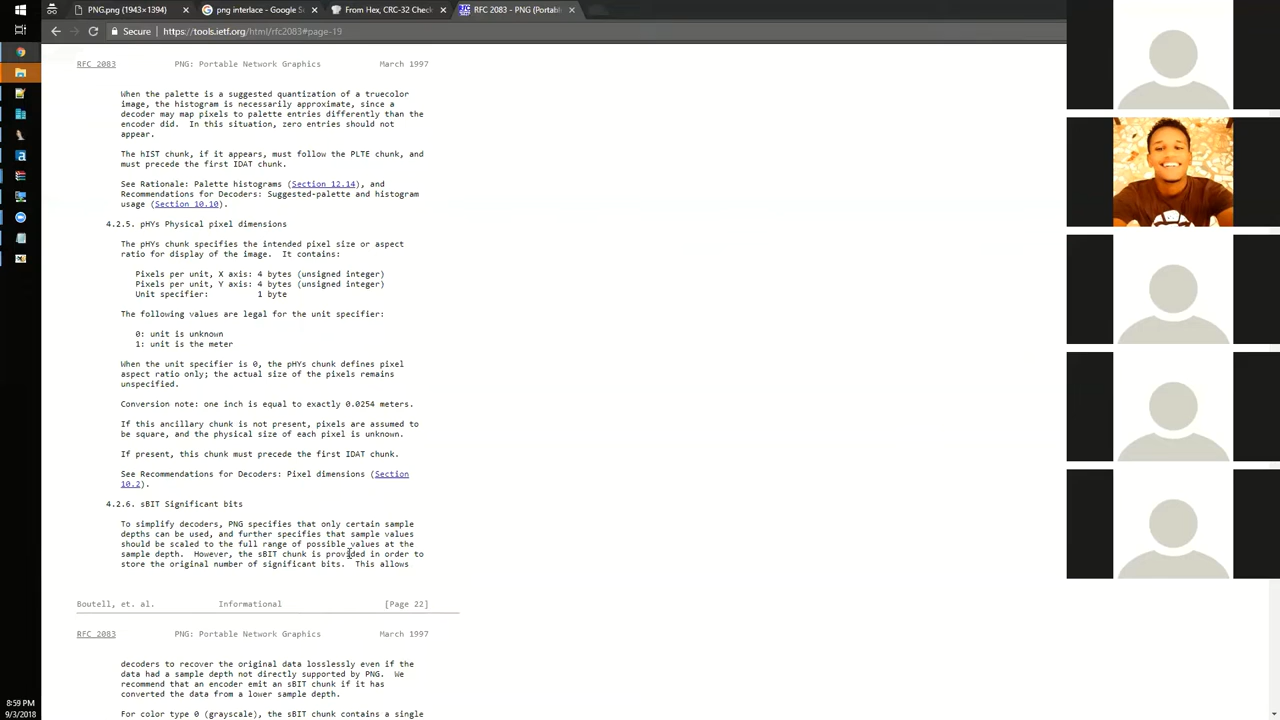 PNG.png (1943×1394)
png interlace - Google S
From Hex, CRC-32 Check
RFC 2083 - PNG (Portabl
Secure
https://tools.ietf.org/html/rfc2083#page-19
RFC 2083 PNG: Portable Network Graphics March 1997
When the palette is a suggested quantization of a truecolor
image, the histogram is necessarily approximate, since a
decoder may map pixels to palette entries differently than the
encoder did. In this situation, zero entries should not
appear.
The hIST chunk, if it appears, must follow the PLTE chunk, and
must precede the first IDAT chunk.
See Rationale: Palette histograms (Section 12.14), and
Recommendations for Decoders: Suggested-palette and histogram
usage (Section 10.10).
4.2.5. pHYs Physical pixel dimensions
The pHYs chunk specifies the intended pixel size or aspect
ratio for display of the image. It contains:
Pixels per unit, X axis: 4 bytes (unsigned integer)
Pixels per unit, Y axis: 4 bytes (unsigned integer)
Unit specifier: 1 byte
The following values are legal for the unit specifier:
0: unit is unknown
1: unit is the meter
When the unit specifier is 0, the pHYs chunk defines pixel
aspect ratio only; the actual size of the pixels remains
unspecified.
Conversion note: one inch is equal to exactly 0.0254 meters.
If this ancillary chunk is not present, pixels are assumed to
be square, and the physical size of each pixel is unknown.
If present, this chunk must precede the first IDAT chunk.
See Recommendations for Decoders: Pixel dimensions (Section
10.2).
4.2.6. sBIT Significant bits
To simplify decoders, PNG specifies that only certain sample
depths can be used, and further specifies that sample values
should be scaled to the full range of possible values at the
sample depth. However, the sBIT chunk is provided in order to
store the original number of significant bits. This allows
Boutell, et. al. Informational [Page 22]
RFC 2083 PNG: Portable Network Graphics March 1997
decoders to recover the original data losslessly even if the
data had a sample depth not directly supported by PNG. We
recommend that an encoder emit an sBIT chunk if it has
converted the data from a lower sample depth.
For color type 0 (grayscale), the sBIT chunk contains a single
8:59 PM
9/3/2018